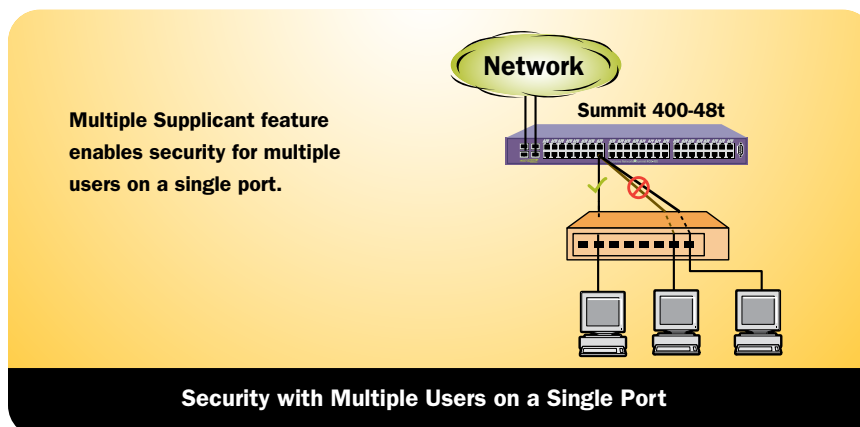 Network
Summit 400-48t
Multiple Supplicant feature
enables security for multiple
users on a single port.
Security with Multiple Users on a Single Port